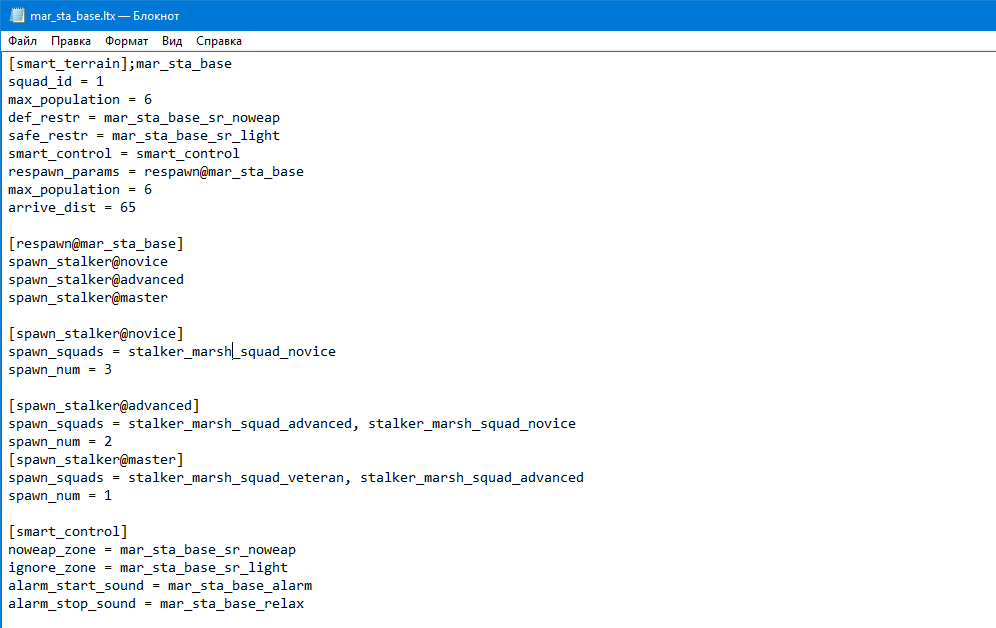 mar_sta_base.ltx — Блокнот
Файл Правка Формат Вид Справка
[smart_terrain];mar_sta_base
squad_id = 1
max_population = 6
def_restr = mar_sta_base_sr_noweap
safe_restr = mar_sta_base_sr_light
smart_control = smart_control
respawn_params = respawn@mar_sta_base
max_population = 6
arrive_dist = 65
[respawn@mar_sta_base]
spawn_stalker@novice
spawn_stalker@advanced
spawn_stalker@master
[spawn_stalker@novice]
spawn_squads = stalker_marsh_squad_novice
spawn_num = 3
[spawn_stalker@advanced]
spawn_squads = stalker_marsh_squad_advanced, stalker_marsh_squad_novice
spawn_num = 2
[spawn_stalker@master]
spawn_squads = stalker_marsh_squad_veteran, stalker_marsh_squad_advanced
spawn_num = 1
[smart_control]
noweap_zone = mar_sta_base_sr_noweap
ignore_zone = mar_sta_base_sr_light
alarm_start_sound = mar_sta_base_alarm
alarm_stop_sound = mar_sta_base_relax